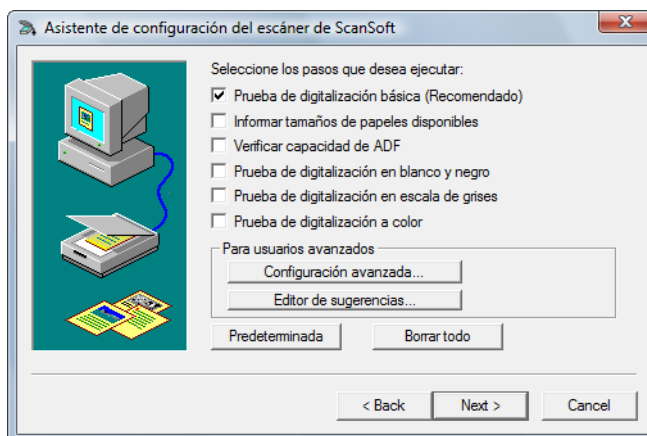 Asistente de configuración del escáner de ScanSoft
Seleccione los pasos que desea ejecutar:
Prueba de digitalización básica (Recomendado)
Informar tamaños de papeles disponibles
Verificar capacidad de ADF
Prueba de digitalización en blanco y negro
Prueba de digitalización en escala de grises
Prueba de digitalización a color
Para usuarios avanzados
Configuración avanzada...
Editor de sugerencias...
Predeterminada Borrar todo
< Back Next > Cancel